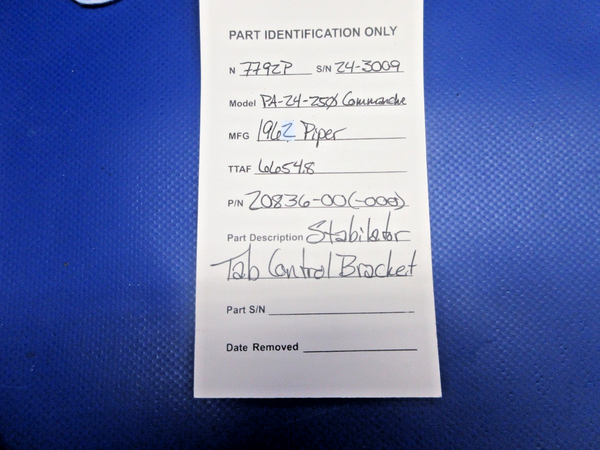 PART IDENTIFICATION ONLY
N 7792P S/N 24-3009
Model PA-24-250 Commanche
MFG 1962 Piper
TTAF 6654.8
P/N 20836-00(-000)
Part Description Stabilator
Tab Control Bracket
Part S/N
Date Removed